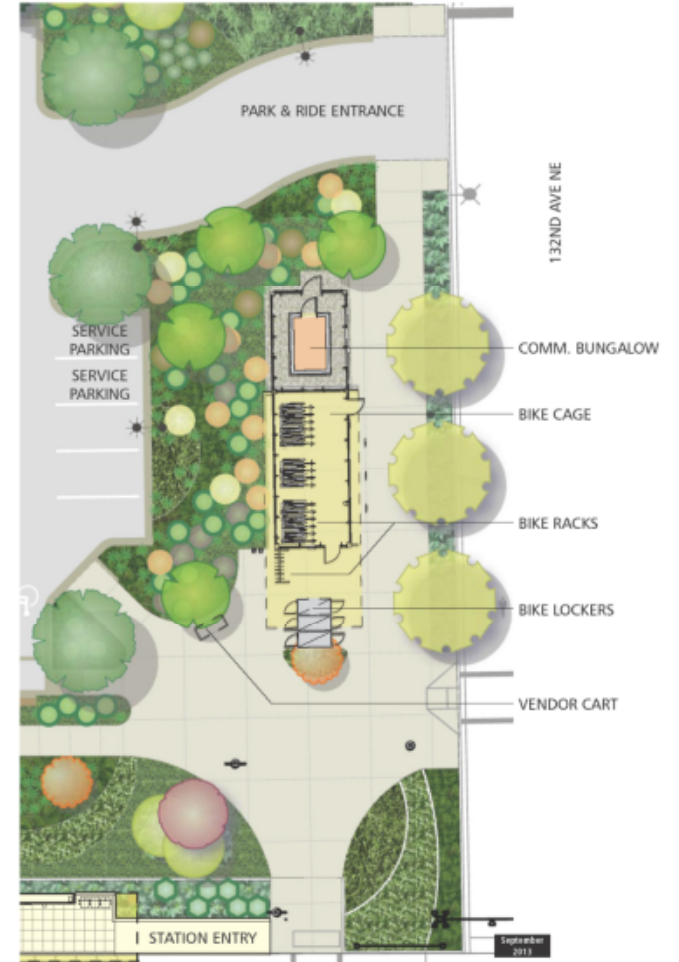 PARK & RIDE ENTRANCE
132ND AVE NE
SERVICE
PARKING
SERVICE
PARKING
COMM. BUNGALOW
BIKE CAGE
BIKE RACKS
BIKE LOCKERS
VENDOR CART
STATION ENTRY
September
2013